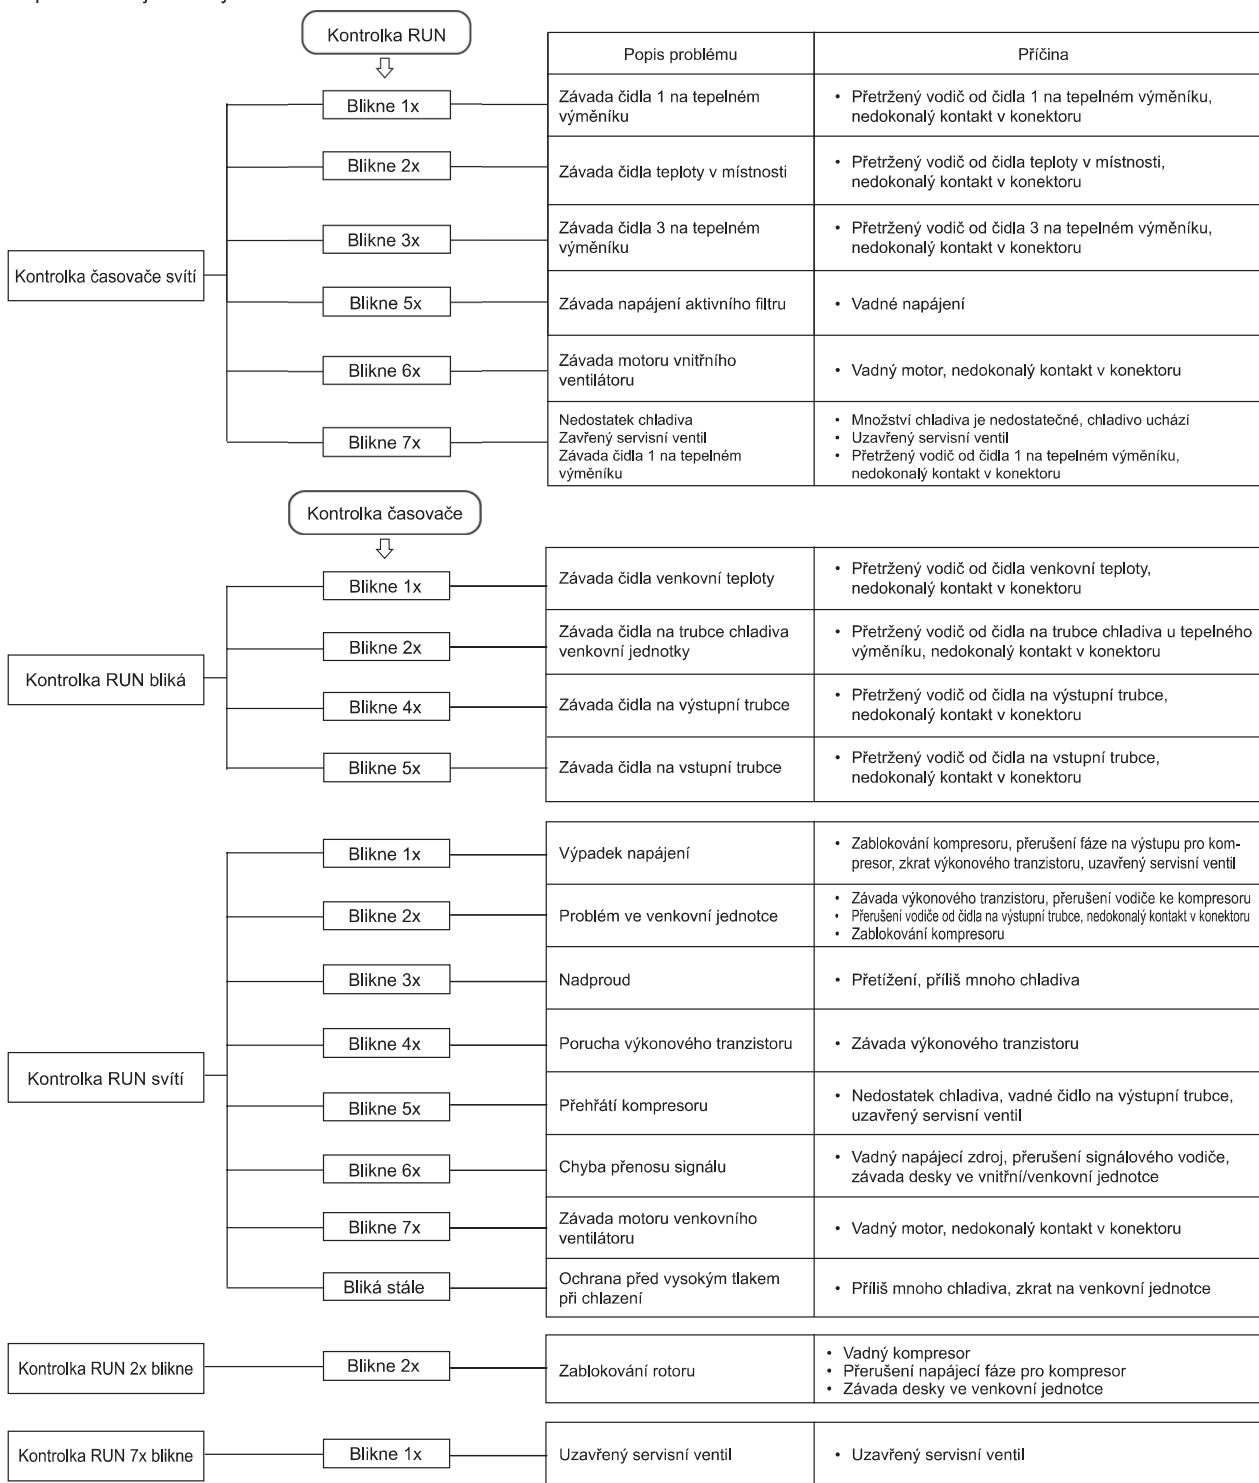 Kontrolka RUN
Popis problému
Příčina
Kontrolka časovače svítí
Blikne 1x
Závada čidla 1 na tepelném
výměníku
• Přetržený vodič od čidla 1 na tepelném výměníku,
nedokonalý kontakt v konektoru
Blikne 2x
Závada čidla teploty v místnosti
• Přetržený vodič od čidla teploty v místnosti,
nedokonalý kontakt v konektoru
Blikne 3x
Závada čidla 3 na tepelném
výměníku
• Přetržený vodič od čidla 3 na tepelném výměníku,
nedokonalý kontakt v konektoru
Blikne 5x
Závada napájení aktivního filtru
• Vadné napájení
Blikne 6x
Závada motoru vnitřního
ventilátoru
• Vadný motor, nedokonalý kontakt v konektoru
Blikne 7x
Nedostatek chladiva
Zavřený servisní ventil
Závada čidla 1 na tepelném
výměníku
• Množství chladiva je nedostatečné, chladivo uchází
• Uzavřený servisní ventil
• Přetržený vodič od čidla 1 na tepelném výměníku,
nedokonalý kontakt v konektoru
Kontrolka časovače
Kontrolka RUN bliká
Blikne 1x
Závada čidla venkovní teploty
• Přetržený vodič od čidla venkovní teploty,
nedokonalý kontakt v konektoru
Blikne 2x
Závada čidla na trubce chladiva
venkovní jednotky
• Přetržený vodič od čidla na trubce chladiva u tepelného
výměníku, nedokonalý kontakt v konektoru
Blikne 4x
Závada čidla na výstupní trubce
• Přetržený vodič od čidla na výstupní trubce,
nedokonalý kontakt v konektoru
Blikne 5x
Závada čidla na vstupní trubce
• Přetržený vodič od čidla na vstupní trubce,
nedokonalý kontakt v konektoru
Kontrolka RUN svítí
Blikne 1x
Výpadek napájení
• Zablokování kompresoru, přerušení fáze na výstupu pro kom-
presor, zkrat výkonového tranzistoru, uzavřený servisní ventil
Blikne 2x
Problém ve venkovní jednotce
• Závada výkonového tranzistoru, přerušení vodiče ke kompresoru
• Přerušení vodiče od čidla na výstupní trubce, nedokonalý kontakt v konektoru
• Zablokování kompresoru
Blikne 3x
Nadproud
• Přetížení, příliš mnoho chladiva
Blikne 4x
Porucha výkonového tranzistoru
• Závada výkonového tranzistoru
Blikne 5x
Přehřátí kompresoru
• Nedostatek chladiva, vadné čidlo na výstupní trubce,
uzavřený servisní ventil
Blikne 6x
Chyba přenosu signálu
• Vadný napájecí zdroj, přerušení signálového vodiče,
závada desky ve vnitřní/venkovní jednotce
Blikne 7x
Závada motoru venkovního
ventilátoru
• Vadný motor, nedokonalý kontakt v konektoru
Bliká stále
Ochrana před vysokým tlakem
při chlazení
• Příliš mnoho chladiva, zkrat na venkovní jednotce
Kontrolka RUN 2x blikne
Blikne 2x
Zablokování rotoru
• Vadný kompresor
• Přerušení napájecí fáze pro kompresor
• Závada desky ve venkovní jednotce
Kontrolka RUN 7x blikne
Blikne 1x
Uzavřený servisní ventil
• Uzavřený servisní ventil